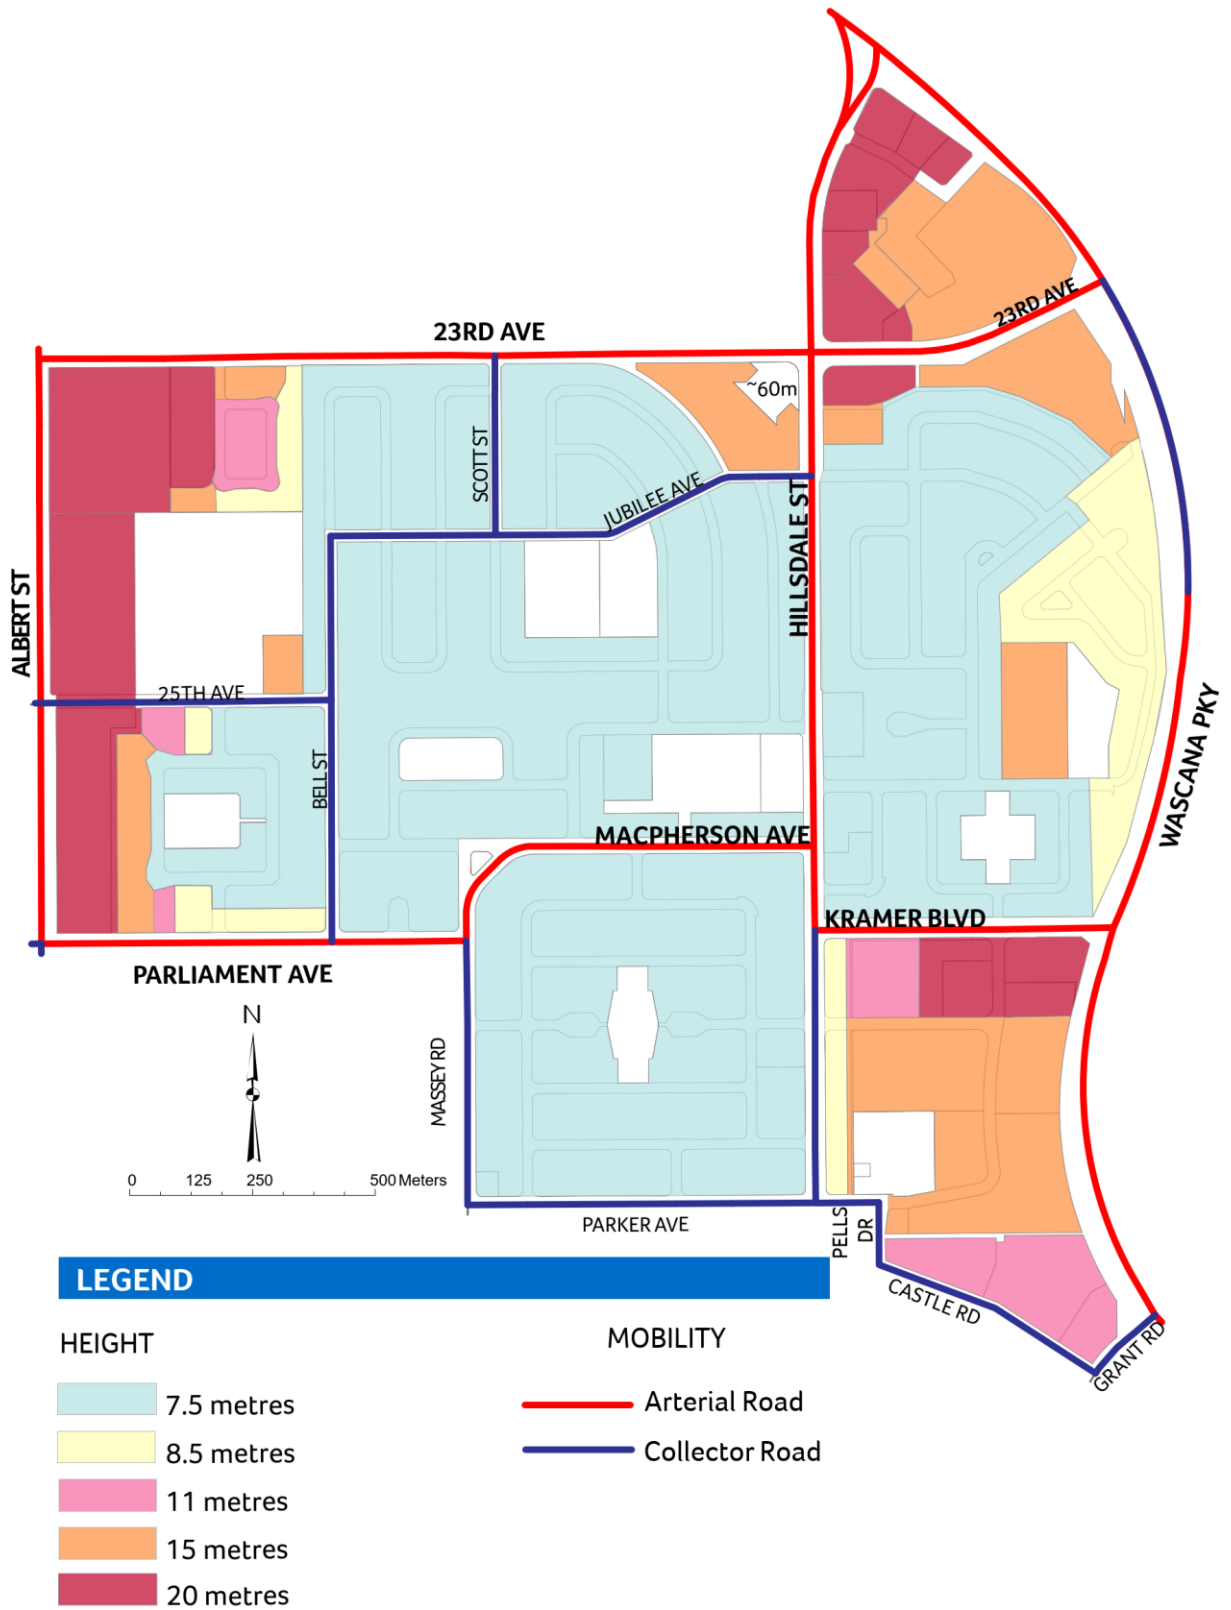 23RD AVE
23RD AVE
~60m
SCOTT ST
JUBILEE AVE
HILLSDALE ST
ALBERT ST
25TH AVE
BELL ST
WASCANA PKY
MACPHERSON AVE
KRAMER BLVD
PARLIAMENT AVE
N
MASSEY RD
0 125 250 500 Meters
PARKER AVE
PELLS
DR
CASTLE RD
GRANT RD
LEGEND
HEIGHT
7.5 metres
8.5 metres
11 metres
15 metres
20 metres
MOBILITY
Arterial Road
Collector Road